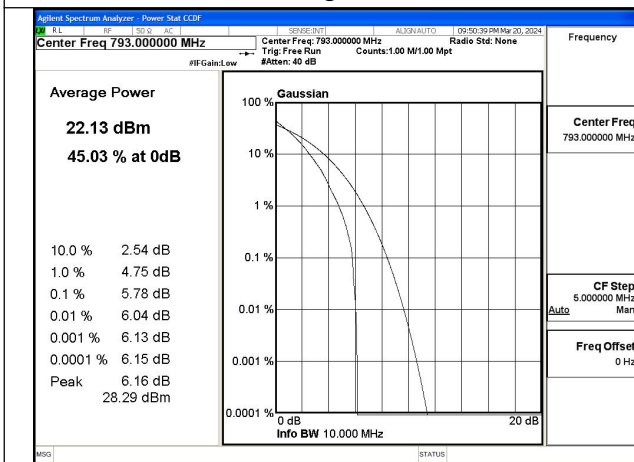 Agilent Spectrum Analyzer - Power Stat CCDF
RL RF 50 Ω AC SENSE:INT ALIGNAUTO 09:50:39 PM Mar 20, 2024
Center Freq 793.000000 MHz
Center Freq: 793.000000 MHz Radio Std: None
Trig: Free Run Counts:1.00 M/1.00 Mpt
#IFGain:Low #Atten: 40 dB
Frequency
Average Power
22.13 dBm
45.03 % at 0dB
10.0 % 2.54 dB
1.0 % 4.75 dB
0.1 % 5.78 dB
0.01 % 6.04 dB
0.001 % 6.13 dB
0.0001 % 6.15 dB
Peak 6.16 dB
28.29 dBm
Gaussian
100 %
10 %
1 %
0.1 %
0.01 %
0.001 %
0.0001 %
0 dB 20 dB
Info BW 10.000 MHz
Center Freq
793.000000 MHz
CF Step
5.000000 MHz
Auto Man
Freq Offset
0 Hz
MSG STATUS